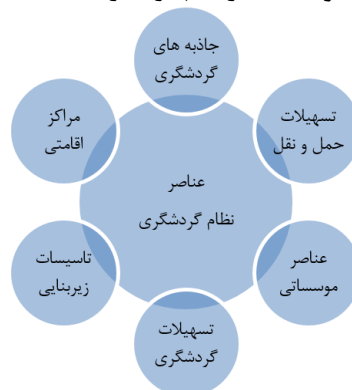 جاذبه های
گردشگری
تسهیلات
حمل و نقل
عناصر
موسساتی
تسهیلات
گردشگری
تاسیسات
زیربنایی
مراکز
اقامتی
عناصر
نظام گردشگری